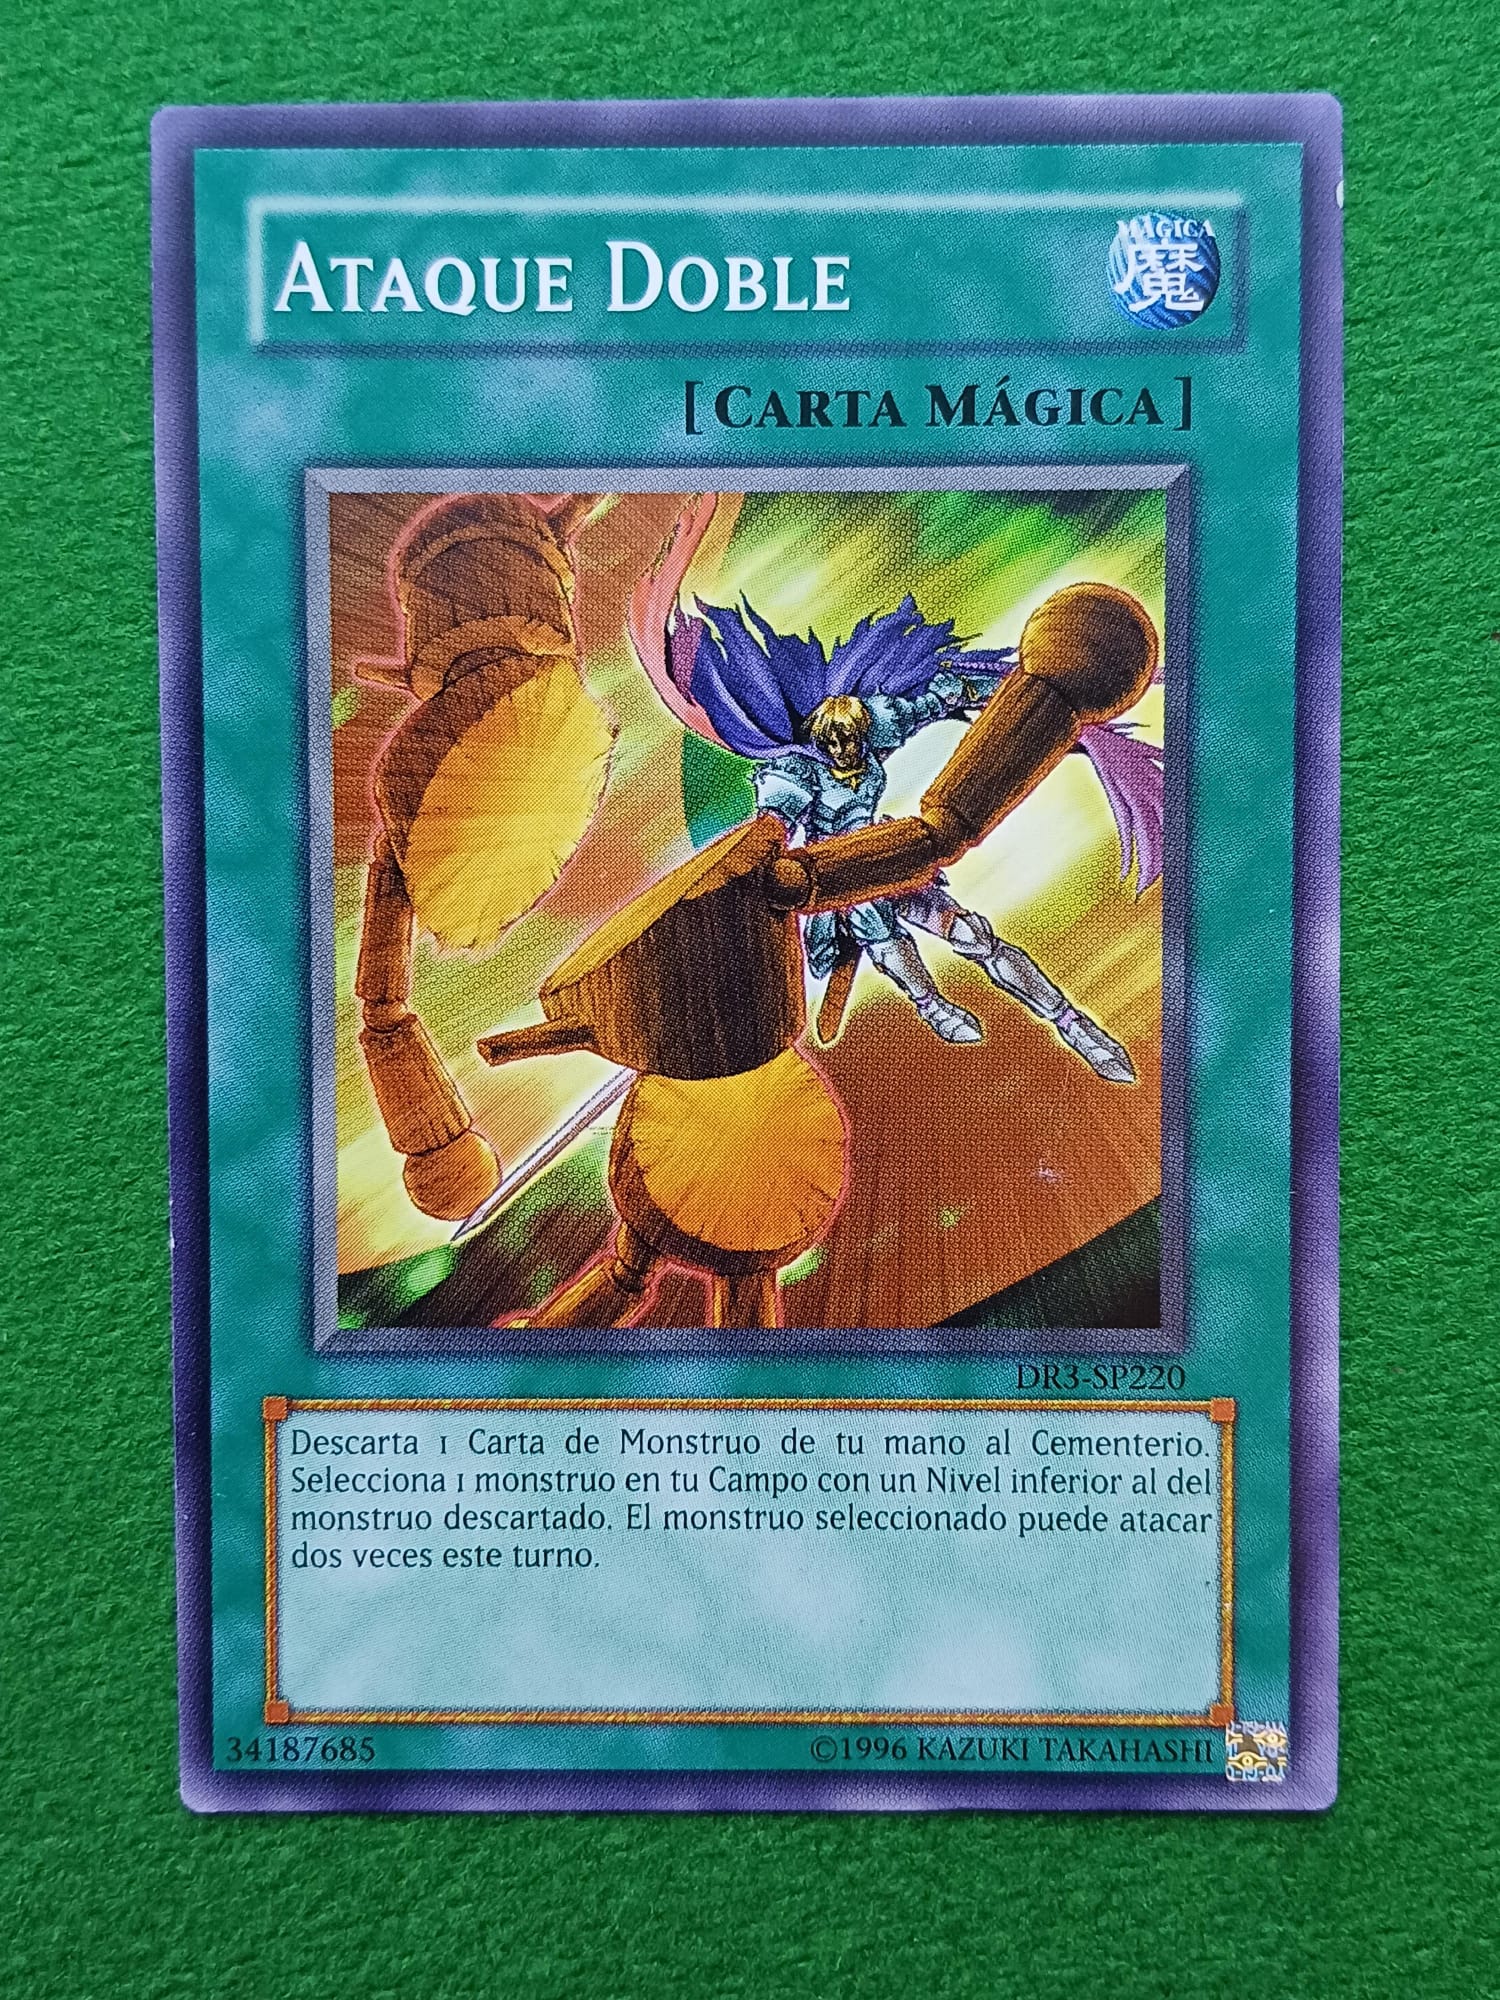 ATAQUE DOBLE
MÁGICA
魔
[CARTA MÁGICA]
DR3-SP220
Descarta 1 Carta de Monstruo de tu mano al Cementerio.
Selecciona 1 monstruo en tu Campo con un Nivel inferior al del
monstruo descartado. El monstruo seleccionado puede atacar
dos veces este turno.
34187685
©1996 KAZUKI TAKAHASHI